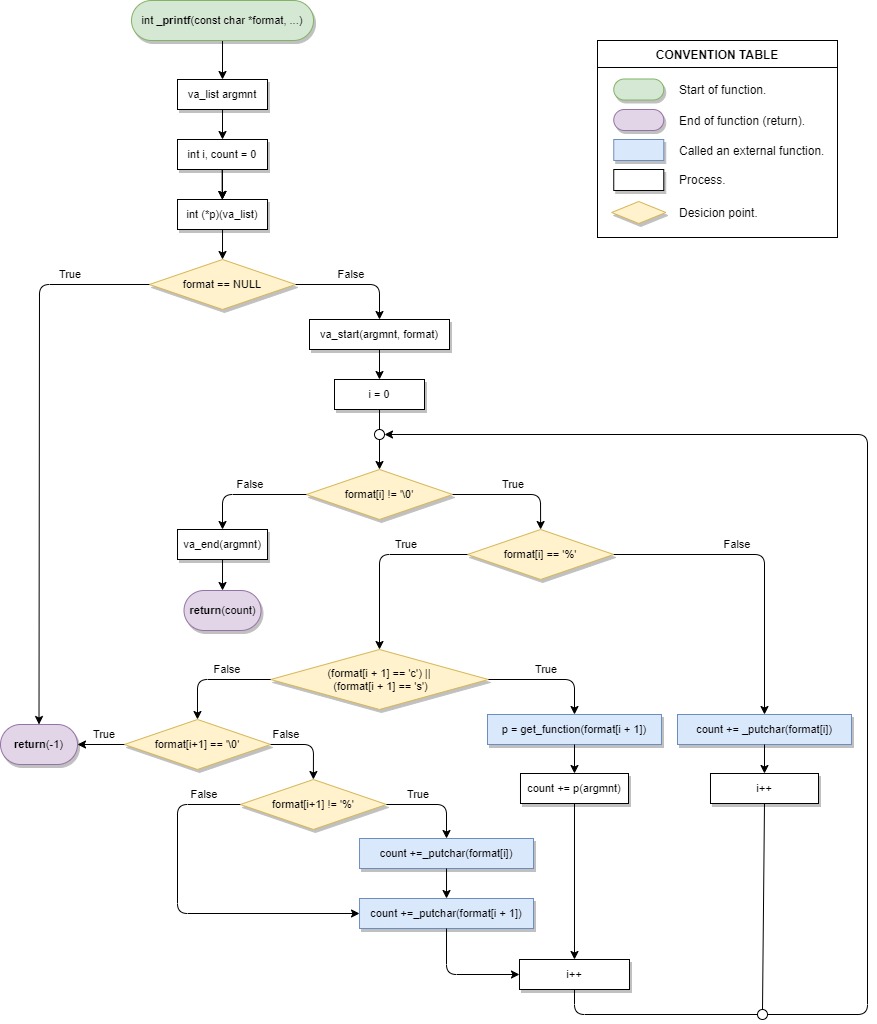 int _printf(const char *format, ...)
CONVENTION TABLE
Start of function.
End of function (return).
Called an external function.
Process.
Desicion point.
va_list argmnt
int i, count = 0
int (*p)(va_list)
format == NULL
True
False
va_start(argmnt, format)
i = 0
format[i] != '\0'
False
True
va_end(argmnt)
return(count)
format[i] == '%'
True
False
(format[i + 1] == 'c') ||
(format[i + 1] == 's')
False
True
p = get_function(format[i + 1])
count += _putchar(format[i])
return(-1)
True
format[i+1] == '\0'
False
count += p(argmnt)
i++
False
format[i+1] != '%'
True
count +=_putchar(format[i])
count +=_putchar(format[i + 1])
i++